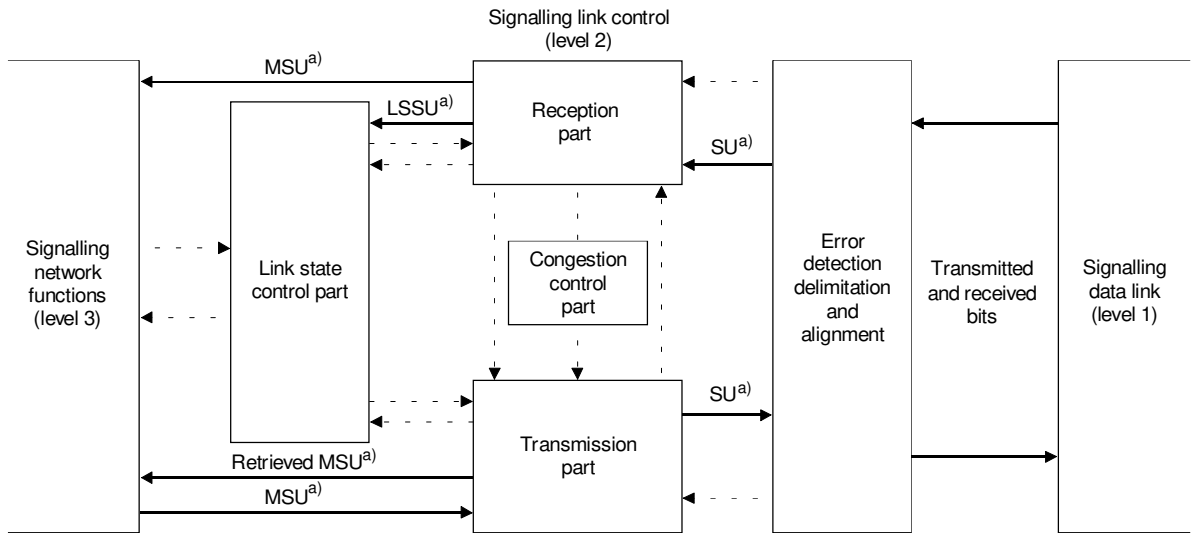 Signalling link control
(level 2)
MSUa)
LSSUa)
Reception
part
SUa)
Signalling
network
functions
(level 3)
Link state
control part
Congestion
control
part
Error
detection
delimitation
and
alignment
Transmitted
and received
bits
Signalling
data link
(level 1)
SUa)
Transmission
part
Retrieved MSUa)
MSUa)